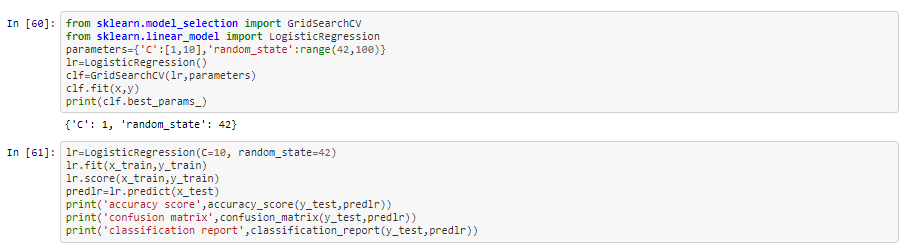 In [60]: from sklearn.model_selection import GridSearchCV
from sklearn.linear_model import LogisticRegression
parameters={'C':[1,10],'random_state':range(42,100)}
lr=LogisticRegression()
clf=GridSearchCV(lr,parameters)
clf.fit(x,y)
print(clf.best_params_)
{'C': 1, 'random_state': 42}
In [61]: lr=LogisticRegression(C=10, random_state=42)
lr.fit(x_train,y_train)
lr.score(x_train,y_train)
predlr=lr.predict(x_test)
print('accuracy score',accuracy_score(y_test,predlr))
print('confusion matrix',confusion_matrix(y_test,predlr))
print('classification report',classification_report(y_test,predlr))